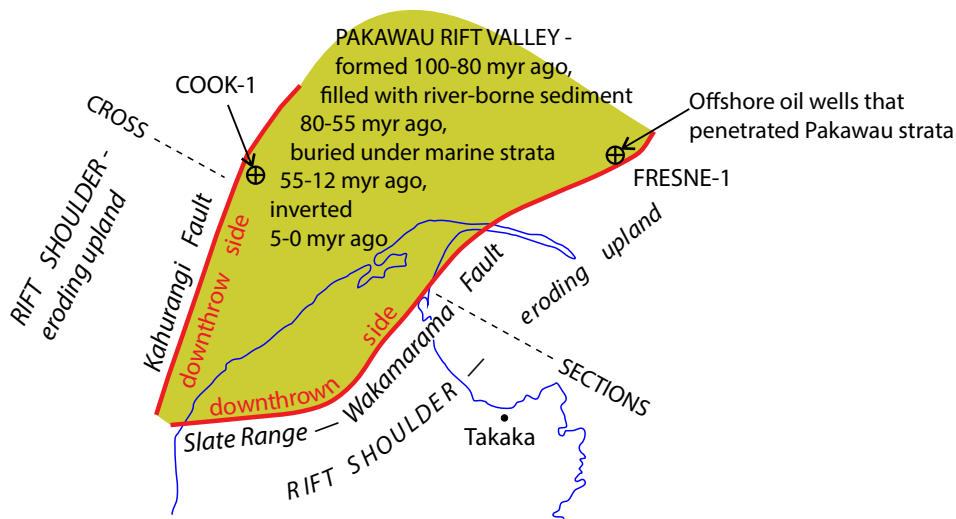 PAKAWAU RIFT VALLEY -
formed 100-80 myr ago,
filled with river-borne sediment
80-55 myr ago,
buried under marine strata
55-12 myr ago,
inverted
5-0 myr ago
COOK-1
Offshore oil wells that
penetrated Pakawau strata
FRESNE-1
CROSS
RIFT SHOULDER -
eroding upland
Kahurangi Fault
downthrow side
downthrown side
Slate Range — Wakamarama Fault
eroding upland
RIFT SHOULDER —
SECTIONS
Takaka